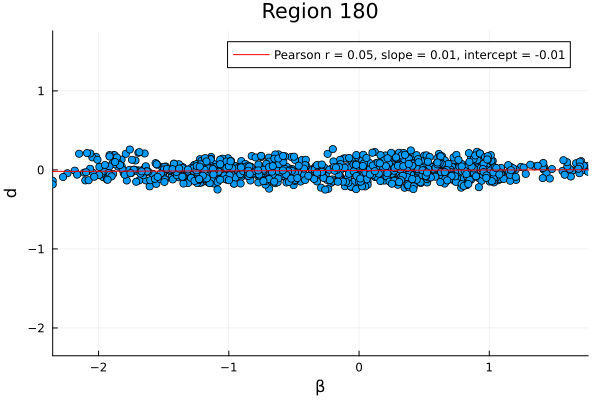 Region 180
Pearson r = 0.05, slope = 0.01, intercept = -0.01
1
0
−1
−2
d
−2 −1 0 1
β